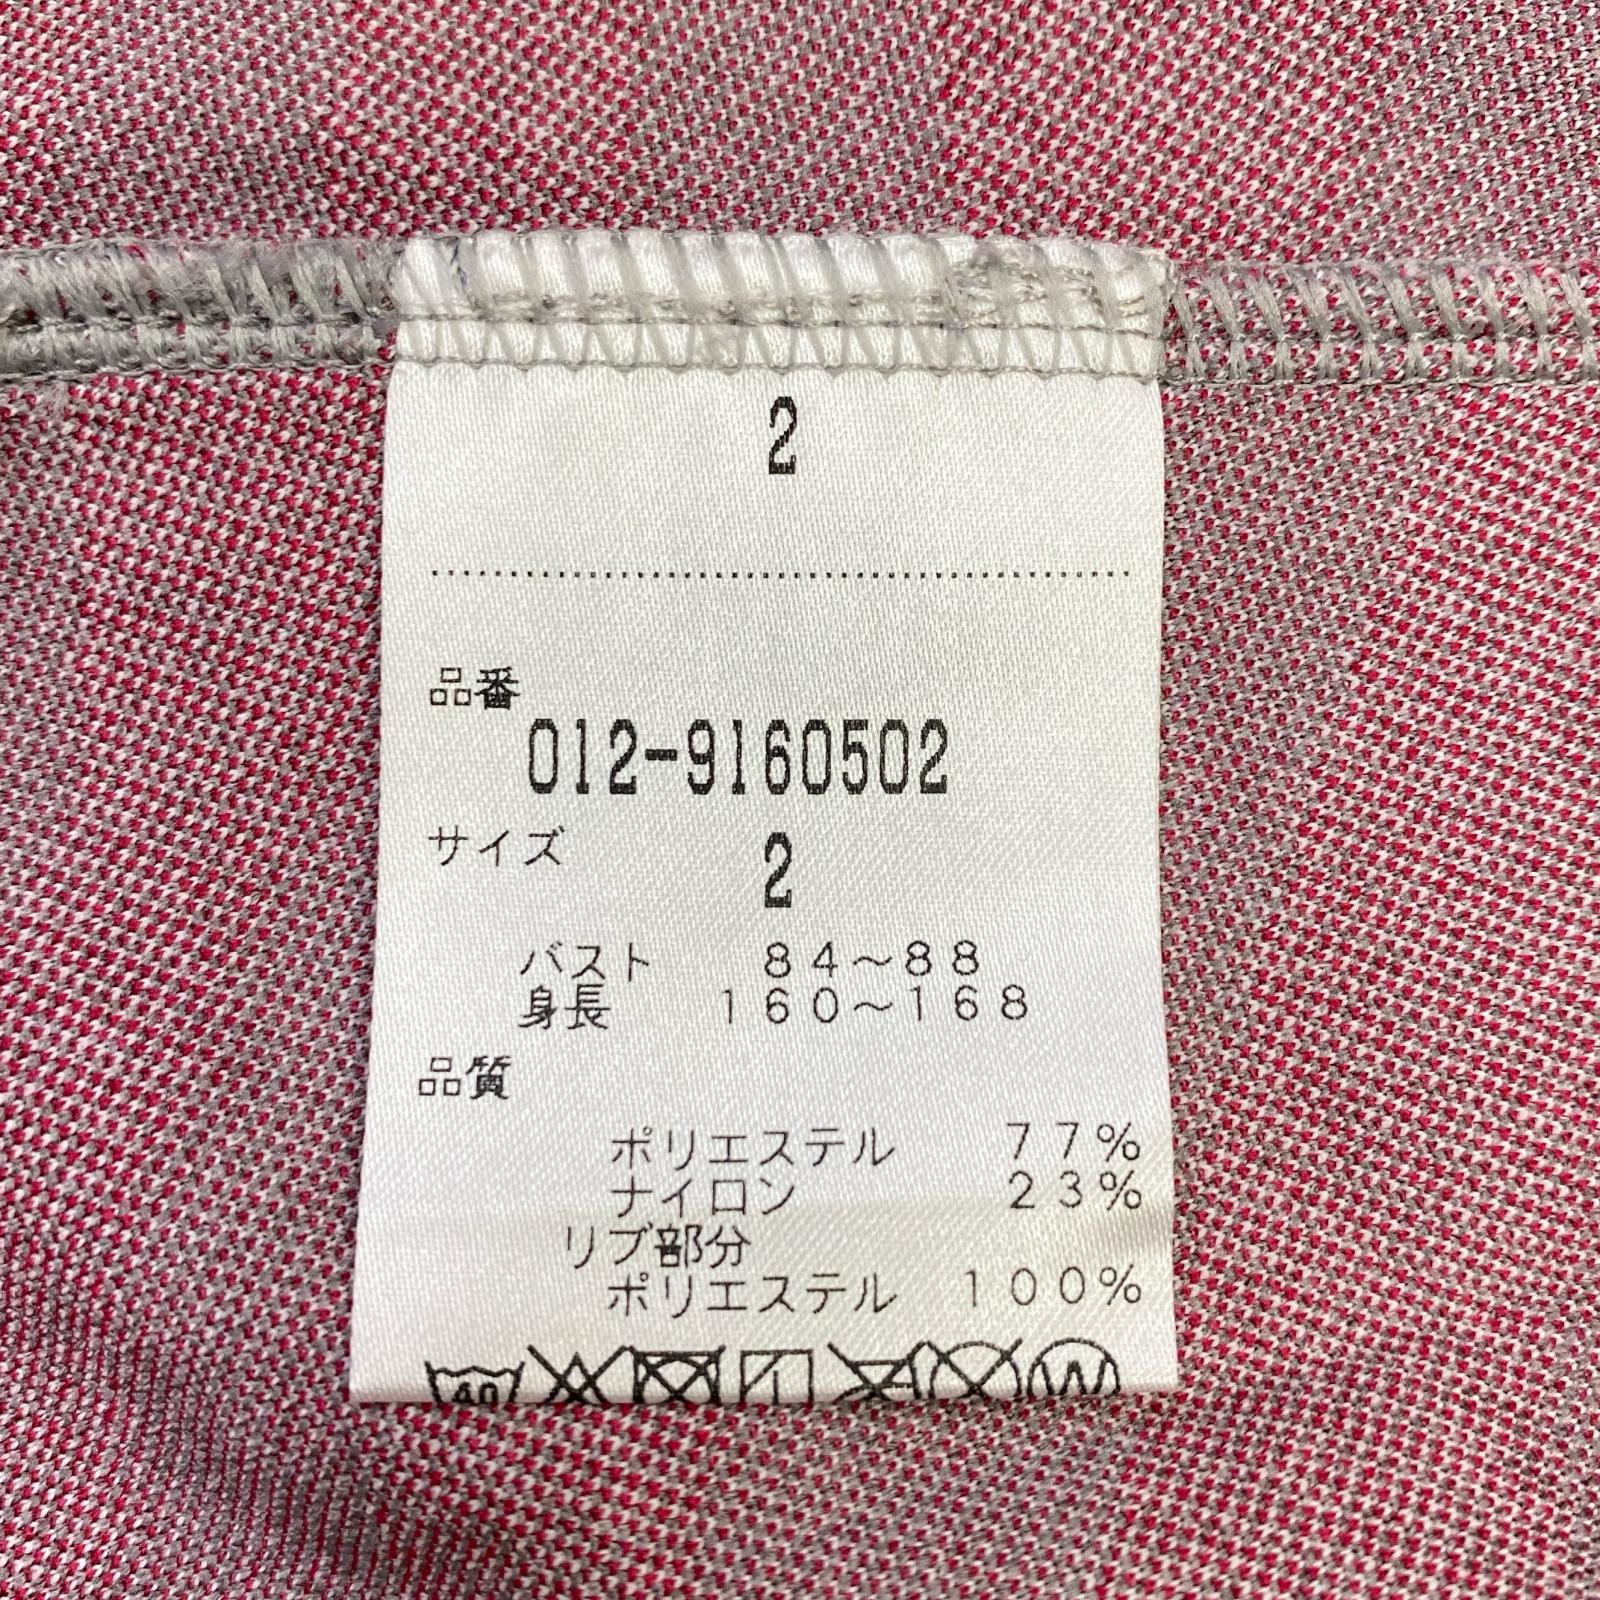 2
品番
012-9160502
サイズ 2
バスト 84～88
身長 160～168
品質
ポリエステル 77%
ナイロン 23%
リブ部分
ポリエステル 100%
40 W